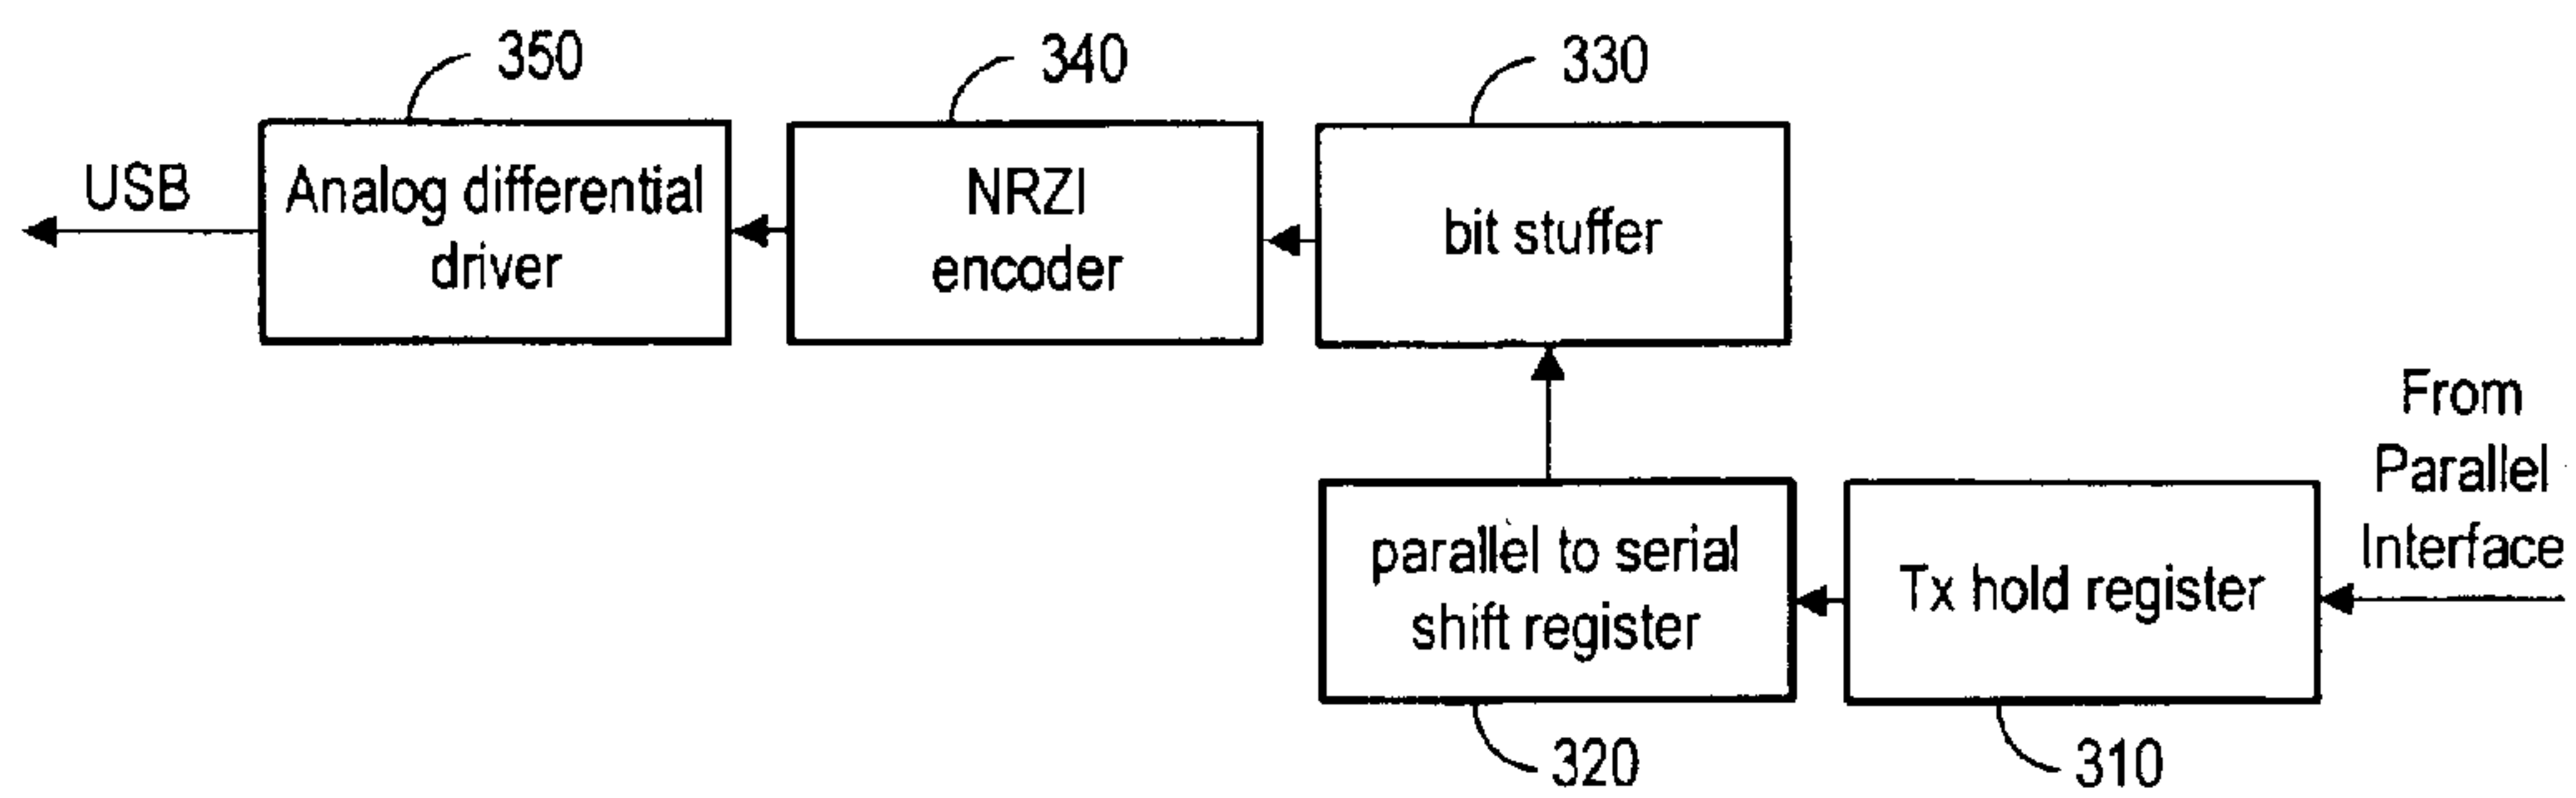 350
340
330
USB
Analog differential
driver
NRZI
encoder
bit stuffer
From
Parallel
Interface
parallel to serial
shift register
Tx hold register
320
310